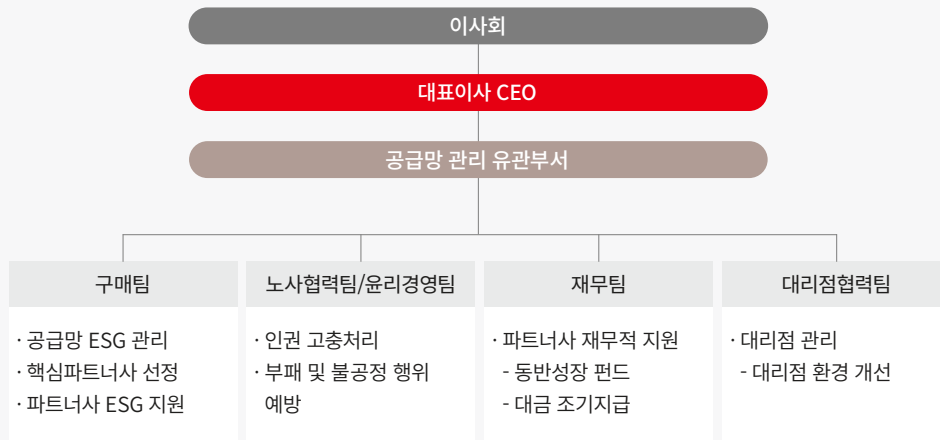 이사회
대표이사 CEO
공급망 관리 유관부서
구매팀
· 공급망 ESG 관리
· 핵심파트너사 선정
· 파트너사 ESG 지원
노사협력팀/윤리경영팀
· 인권 고충처리
· 부패 및 불공정 행위
예방
재무팀
· 파트너사 재무적 지원
- 동반성장 펀드
- 대금 조기지급
대리점협력팀
· 대리점 관리
- 대리점 환경 개선